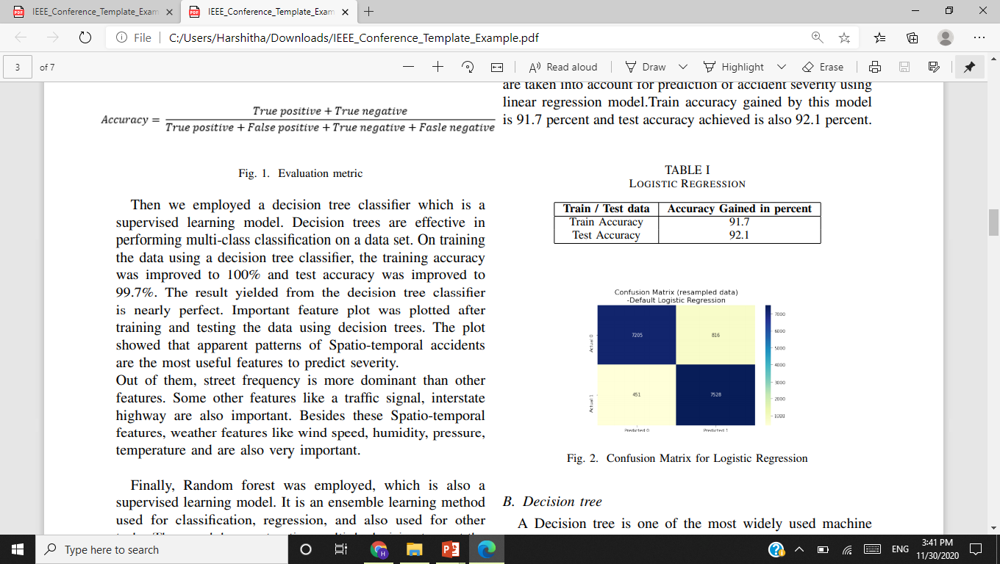 IEEE_Conference_Template_Exam
IEEE_Conference_Template_Exam
File
C:/Users/Harshitha/Downloads/IEEE_Conference_Template_Example.pdf
3
of 7
Read aloud
Draw
Highlight
Erase
Accuracy = True positive + True negative
True positive + False positive + True negative + Fasle negative
Fig. 1. Evaluation metric
Then we employed a decision tree classifier which is a
supervised learning model. Decision trees are effective in
performing multi-class classification on a data set. On training
the data using a decision tree classifier, the training accuracy
was improved to 100% and test accuracy was improved to
99.7%. The result yielded from the decision tree classifier
is nearly perfect. Important feature plot was plotted after
training and testing the data using decision trees. The plot
showed that apparent patterns of Spatio-temporal accidents
are the most useful features to predict severity.
Out of them, street frequency is more dominant than other
features. Some other features like a traffic signal, interstate
highway are also important. Besides these Spatio-temporal
features, weather features like wind speed, humidity, pressure,
temperature and are also very important.
Finally, Random forest was employed, which is also a
supervised learning model. It is an ensemble learning method
used for classification, regression, and also used for other
are taken into account for prediction of accident severity using
linear regression model.Train accuracy gained by this model
is 91.7 percent and test accuracy achieved is also 92.1 percent.
TABLE I
LOGISTIC REGRESSION
Train / Test data Accuracy Gained in percent
Train Accuracy 91.7
Test Accuracy 92.1
Confusion Matrix (resampled data)
-Default Logistic Regression
Actual 0
7205
816
Actual 1
451
7528
Predicted 0
Predicted 1
7000
6000
5000
4000
3000
2000
1000
Fig. 2. Confusion Matrix for Logistic Regression
B. Decision tree
A Decision tree is one of the most widely used machine
Type here to search
H
P
ENG
3:41 PM
11/30/2020